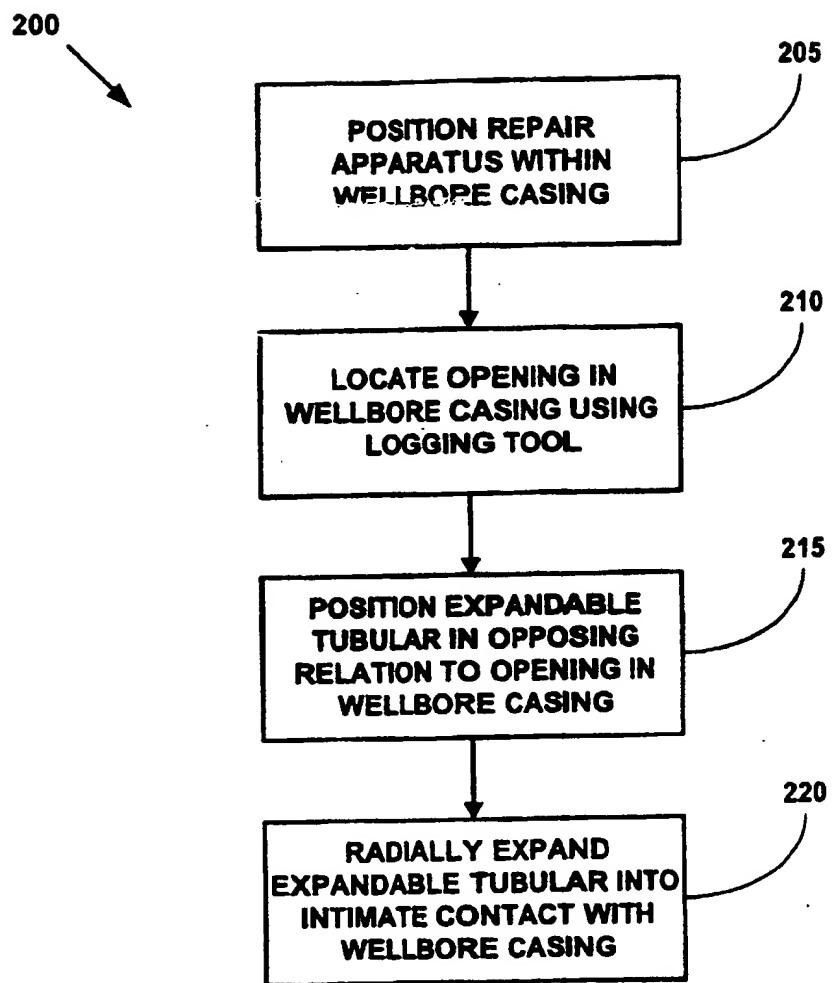 200
205
POSITION REPAIR
APPARATUS WITHIN
WELLBORE CASING
210
LOCATE OPENING IN
WELLBORE CASING USING
LOGGING TOOL
215
POSITION EXPANDABLE
TUBULAR IN OPPOSING
RELATION TO OPENING IN
WELLBORE CASING
220
RADIALLY EXPAND
EXPANDABLE TUBULAR INTO
INTIMATE CONTACT WITH
WELLBORE CASING